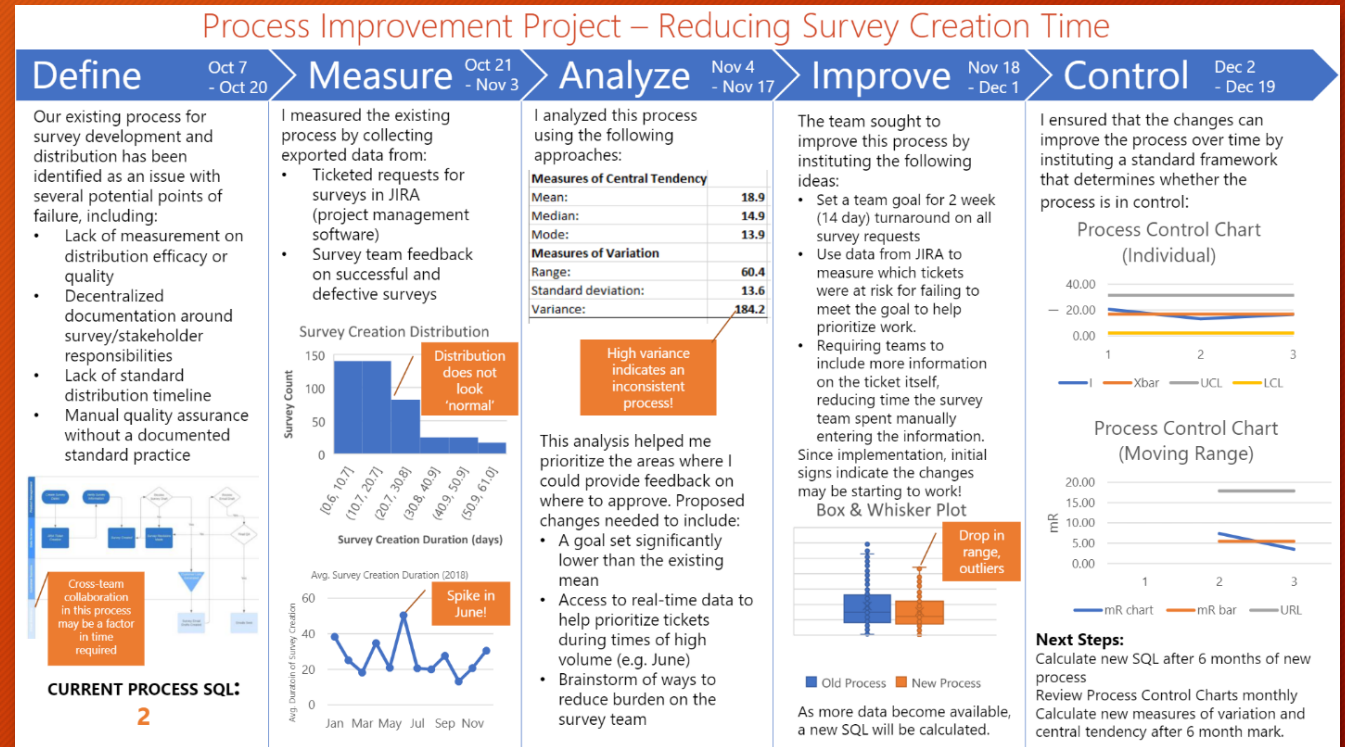 Process Improvement Project – Reducing Survey Creation Time
Define
Oct 7
- Oct 20
Measure
Oct 21
- Nov 3
Analyze
Nov 4
- Nov 17
Improve
Nov 18
- Dec 1
Control
Dec 2
- Dec 19
Our existing process for
survey development and
distribution has been
identified as an issue with
several potential points of
failure, including:
• Lack of measurement on
distribution efficacy or
quality
• Decentralized
documentation around
survey/stakeholder
responsibilities
• Lack of standard
distribution timeline
• Manual quality assurance
without a documented
standard practice
Cross-team
collaboration
in this process
may be a factor
in time
required
CURRENT PROCESS SQL:
2
I measured the existing
process by collecting
exported data from:
• Ticketed requests for
surveys in JIRA
(project management
software)
• Survey team feedback
on successful and
defective surveys
Survey Creation Distribution
Distribution
does not
look
'normal'
Survey Count
150
100
50
0
[0.6, 10.7]
(10.7, 20.7]
(20.7, 30.8]
(30.8, 40.9]
(40.9, 50.9]
(50.9, 61.0]
Survey Creation Duration (days)
Avg. Survey Creation Duration (2018)
Spike in
June!
Avg. Duratoin of Survey Creation
60
40
20
0
Jan Mar May Jul Sep Nov
I analyzed this process
using the following
approaches:
Measures of Central Tendency
Mean: 18.9
Median: 14.9
Mode: 13.9
Measures of Variation
Range: 60.4
Standard deviation: 13.6
Variance: 184.2
High variance
indicates an
inconsistent
process!
This analysis helped me
prioritize the areas where I
could provide feedback on
where to approve. Proposed
changes needed to include:
• A goal set significantly
lower than the existing
mean
• Access to real-time data to
help prioritize tickets
during times of high
volume (e.g. June)
• Brainstorm of ways to
reduce burden on the
survey team
The team sought to
improve this process by
instituting the following
ideas:
• Set a team goal for 2 week
(14 day) turnaround on all
survey requests
• Use data from JIRA to
measure which tickets
were at risk for failing to
meet the goal to help
prioritize work.
• Requiring teams to
include more information
on the ticket itself,
reducing time the survey
team spent manually
entering the information.
Since implementation, initial
signs indicate the changes
may be starting to work!
Box & Whisker Plot
Drop in
range,
outliers
Old Process New Process
As more data become available,
a new SQL will be calculated.
I ensured that the changes can
improve the process over time by
instituting a standard framework
that determines whether the
process is in control:
Process Control Chart
(Individual)
I
40.00
20.00
0.00
1 2 3
I Xbar UCL LCL
Process Control Chart
(Moving Range)
mR
20.00
15.00
10.00
5.00
0.00
1 2 3
mR chart mR bar URL
Next Steps:
Calculate new SQL after 6 months of new
process
Review Process Control Charts monthly
Calculate new measures of variation and
central tendency after 6 month mark.